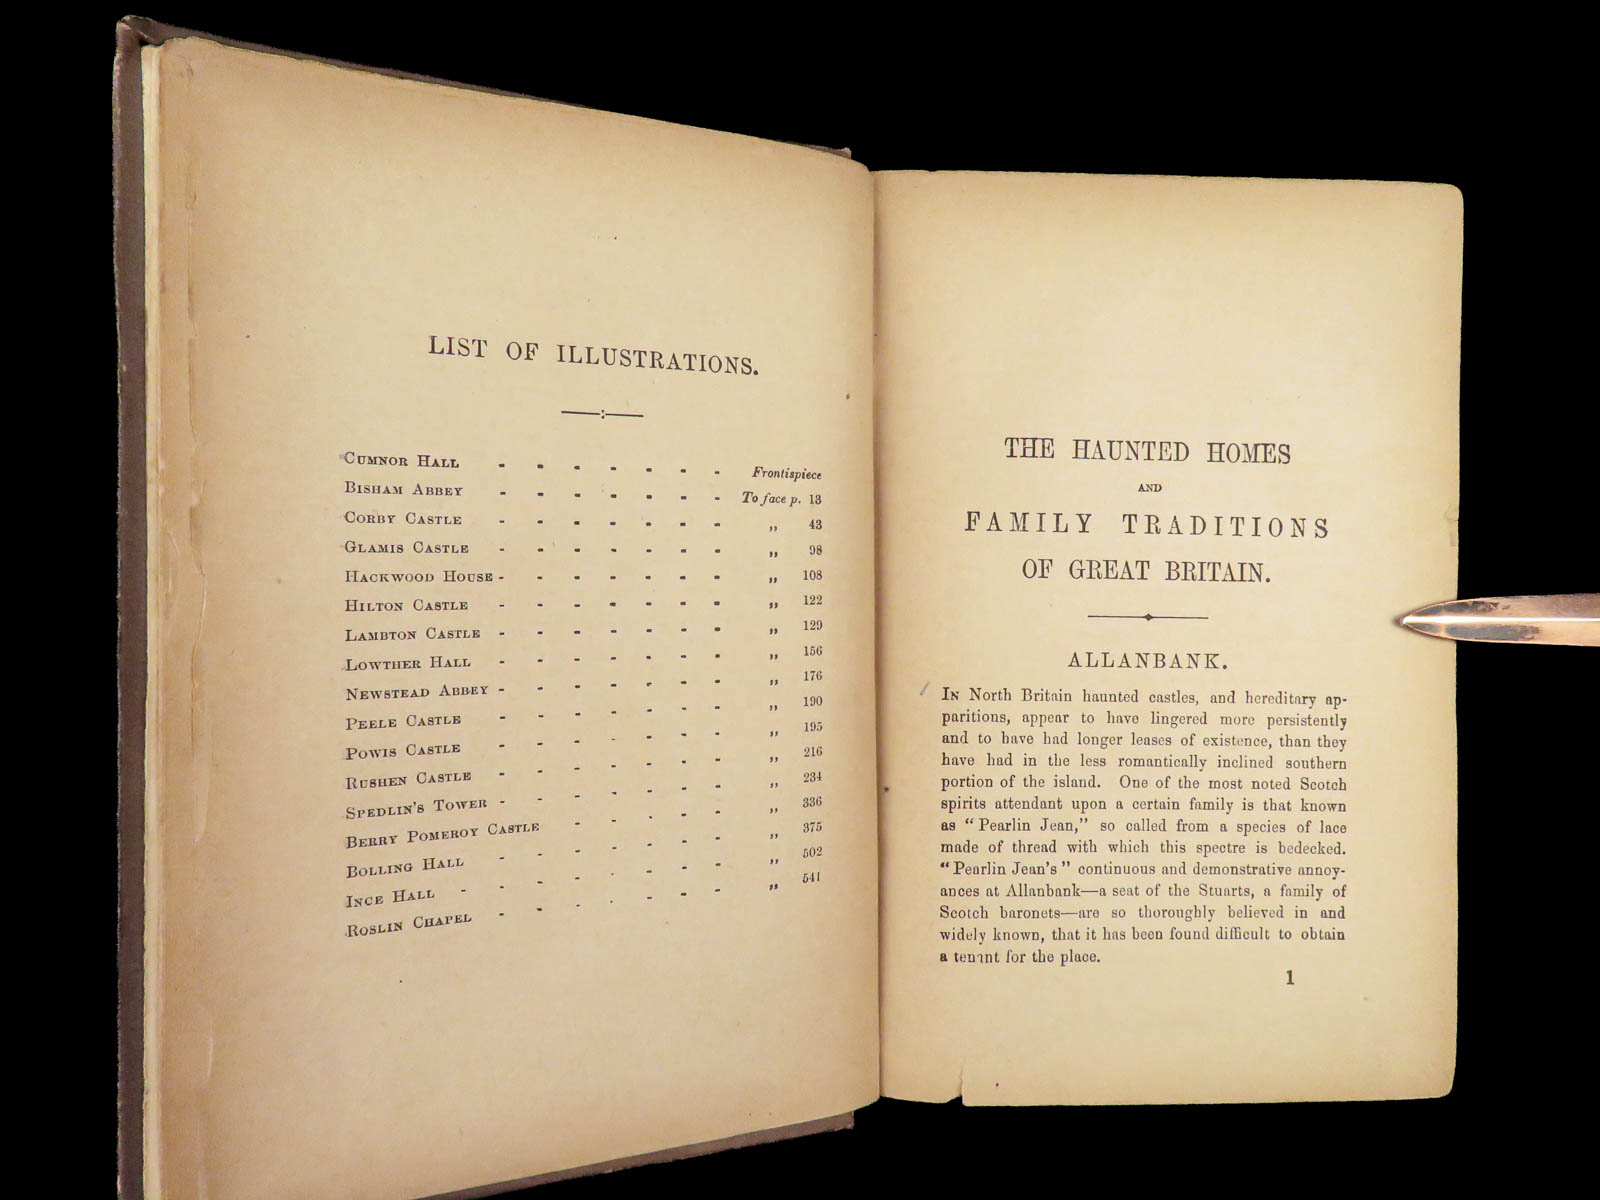 LIST OF ILLUSTRATIONS.
CUMNOR HALL - - - - - - - Frontispiece
BISHAM ABBEY - - - - - - - To face p. 13
CORBY CASTLE - - - - - - - „ 43
GLAMIS CASTLE - - - - - - - „ 98
HACKWOOD HOUSE - - - - - - - „ 108
HILTON CASTLE - - - - - - - „ 122
LAMBTON CASTLE - - - - - - - „ 129
LOWTHER HALL - - - - - - - „ 156
NEWSTEAD ABBEY - - - - - - - „ 176
PEELE CASTLE - - - - - - - „ 190
POWIS CASTLE - - - - - - - „ 195
RUSHEN CASTLE - - - - - - - „ 216
SPEDLIN'S TOWER - - - - - - - „ 234
BERRY POMEROY CASTLE - - - - - „ 336
BOLLING HALL - - - - - - - „ 375
INCE HALL - - - - - - - - „ 502
ROSLIN CHAPEL - - - - - - - „ 541
THE HAUNTED HOMES
AND
FAMILY TRADITIONS
OF GREAT BRITAIN.
ALLANBANK.
IN North Britain haunted castles, and hereditary ap-
paritions, appear to have lingered more persistently
and to have had longer leases of existence, than they
have had in the less romantically inclined southern
portion of the island. One of the most noted Scotch
spirits attendant upon a certain family is that known
as “Pearlin Jean,” so called from a species of lace
made of thread with which this spectre is bedecked.
“Pearlin Jean's” continuous and demonstrative annoy-
ances at Allanbank—a seat of the Stuarts, a family of
Scotch baronets—are so thoroughly believed in and
widely known, that it has been found difficult to obtain
a tenant for the place.
1